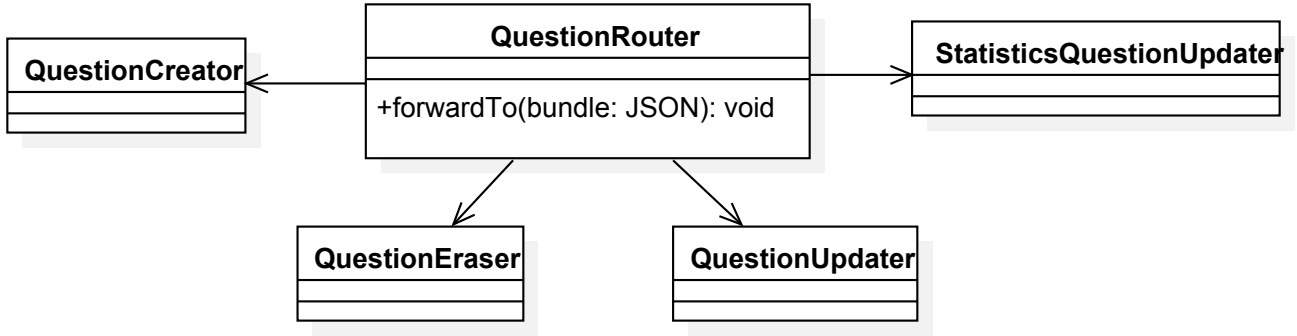 QuestionRouter
QuestionCreator
StatisticsQuestionUpdater
+forwardTo(bundle: JSON): void
QuestionEraser
QuestionUpdater